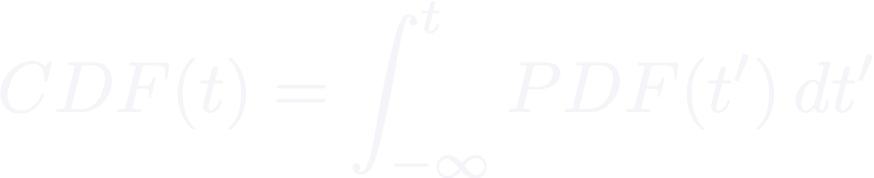 CDF(t) = ∫_{-∞}^{t} PDF(t′) dt′